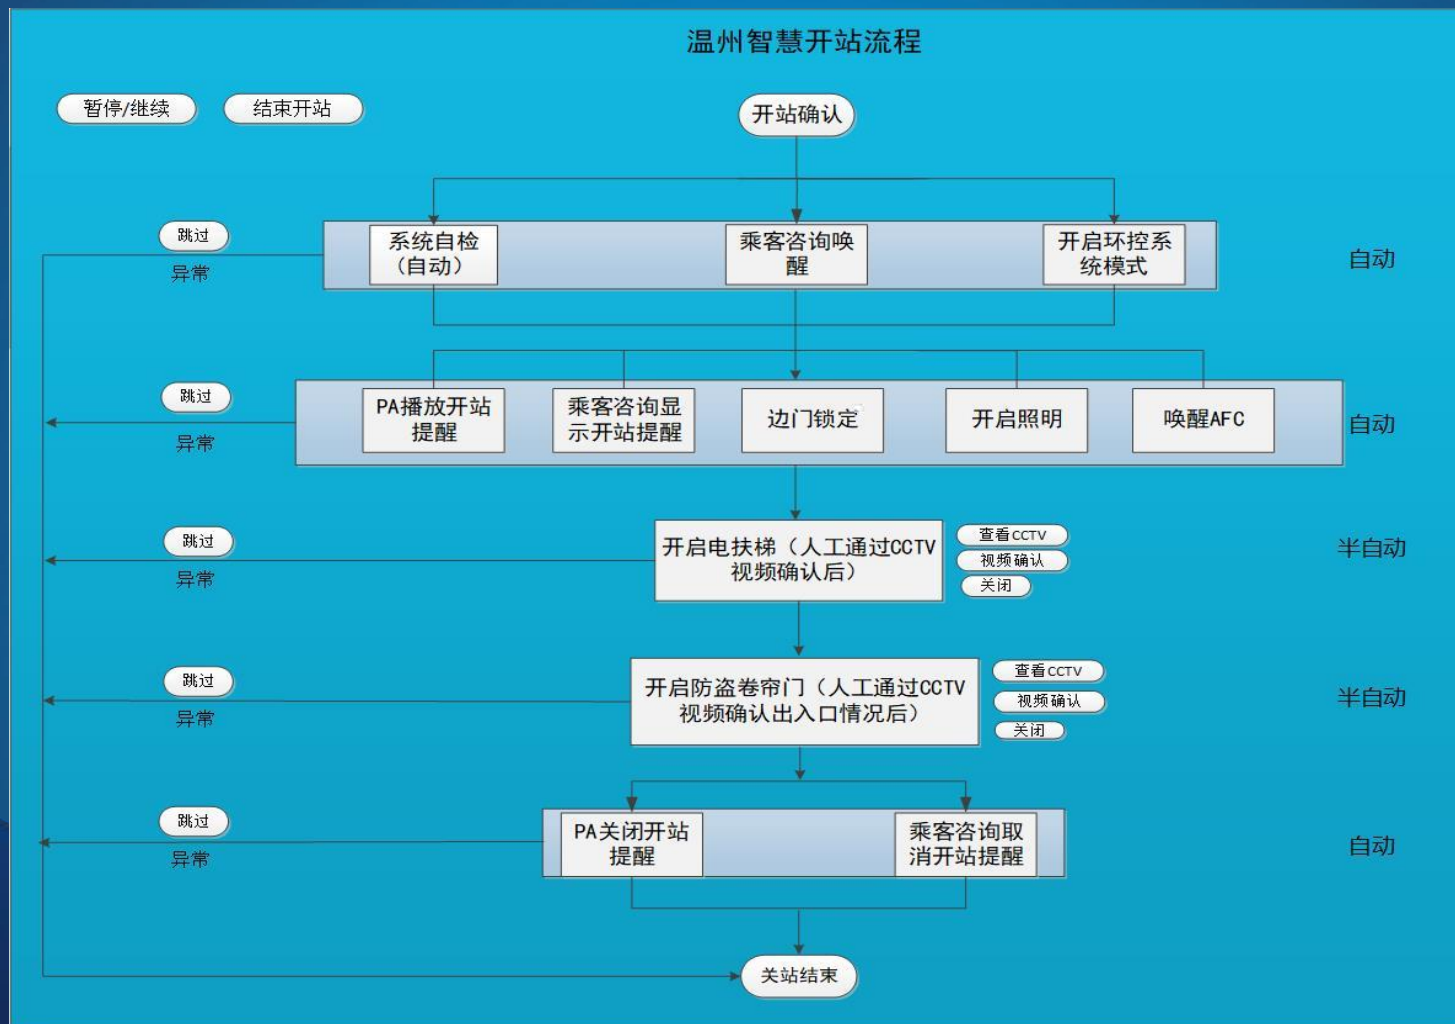 温州智慧开站流程
暂停/继续
结束开站
开站确认
跳过
异常
系统自检
（自动）
乘客咨询唤
醒
开启环控系
统模式
自动
跳过
异常
PA播放开站
提醒
乘客咨询显
示开站提醒
边门锁定
开启照明
唤醒AFC
自动
跳过
异常
开启电扶梯（人工通过CCTV
视频确认后）
查看CCTV
视频确认
关闭
半自动
跳过
异常
开启防盗卷帘门（人工通过CCTV
视频确认出入口情况后）
查看CCTV
视频确认
关闭
半自动
跳过
异常
PA关闭开站
提醒
乘客咨询取
消开站提醒
自动
关站结束